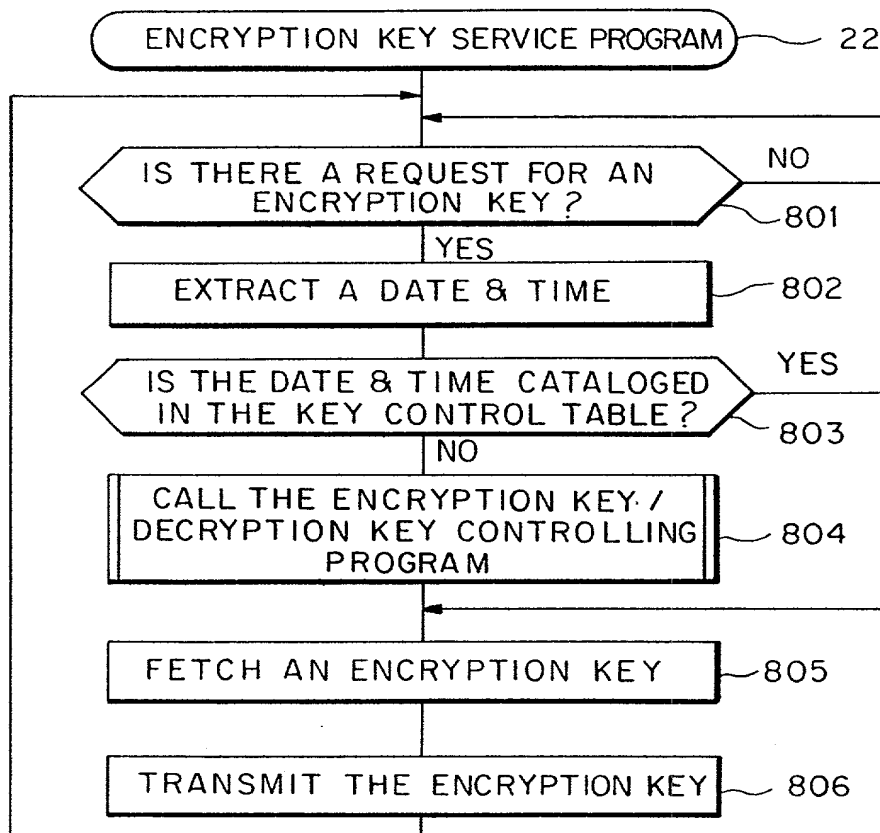 ENCRYPTION KEY SERVICE PROGRAM 22
IS THERE A REQUEST FOR AN
ENCRYPTION KEY?
NO
801
YES
EXTRACT A DATE & TIME 802
IS THE DATE & TIME CATALOGED
IN THE KEY CONTROL TABLE?
YES
803
NO
CALL THE ENCRYPTION KEY/
DECRYPTION KEY CONTROLLING
PROGRAM
804
FETCH AN ENCRYPTION KEY 805
TRANSMIT THE ENCRYPTION KEY 806